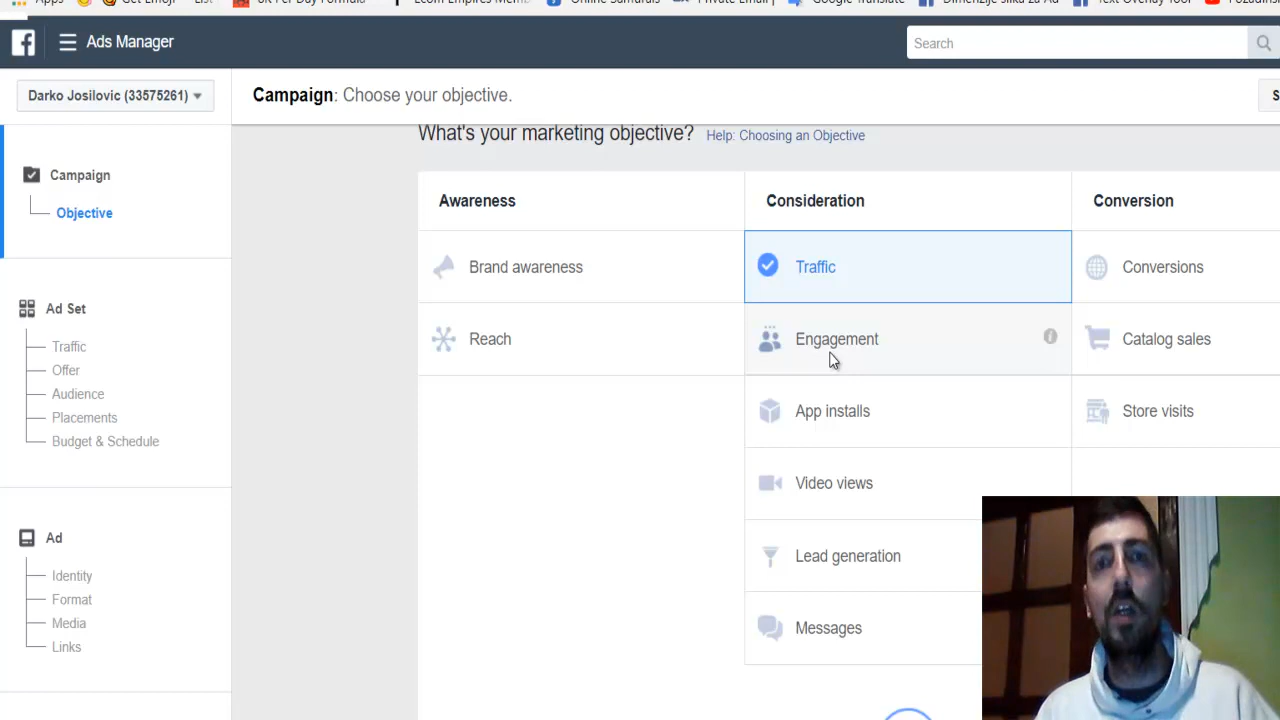 Apps
Get Emoji
List
Per Day Formula
Ecom Empires
Online Samurais
Private Email
Google Translate
Dimenzije slika za Ad
Text Overlay Tool
Ads Manager
Search
Darko Josilovic (33575261)
Campaign: Choose your objective.
S
What's your marketing objective? Help: Choosing an Objective
Campaign
Objective
Ad Set
Traffic
Offer
Audience
Placements
Budget & Schedule
Ad
Identity
Format
Media
Links
Awareness
Brand awareness
Reach
Consideration
Traffic
Engagement
App installs
Video views
Lead generation
Messages
Conversion
Conversions
Catalog sales
Store visits